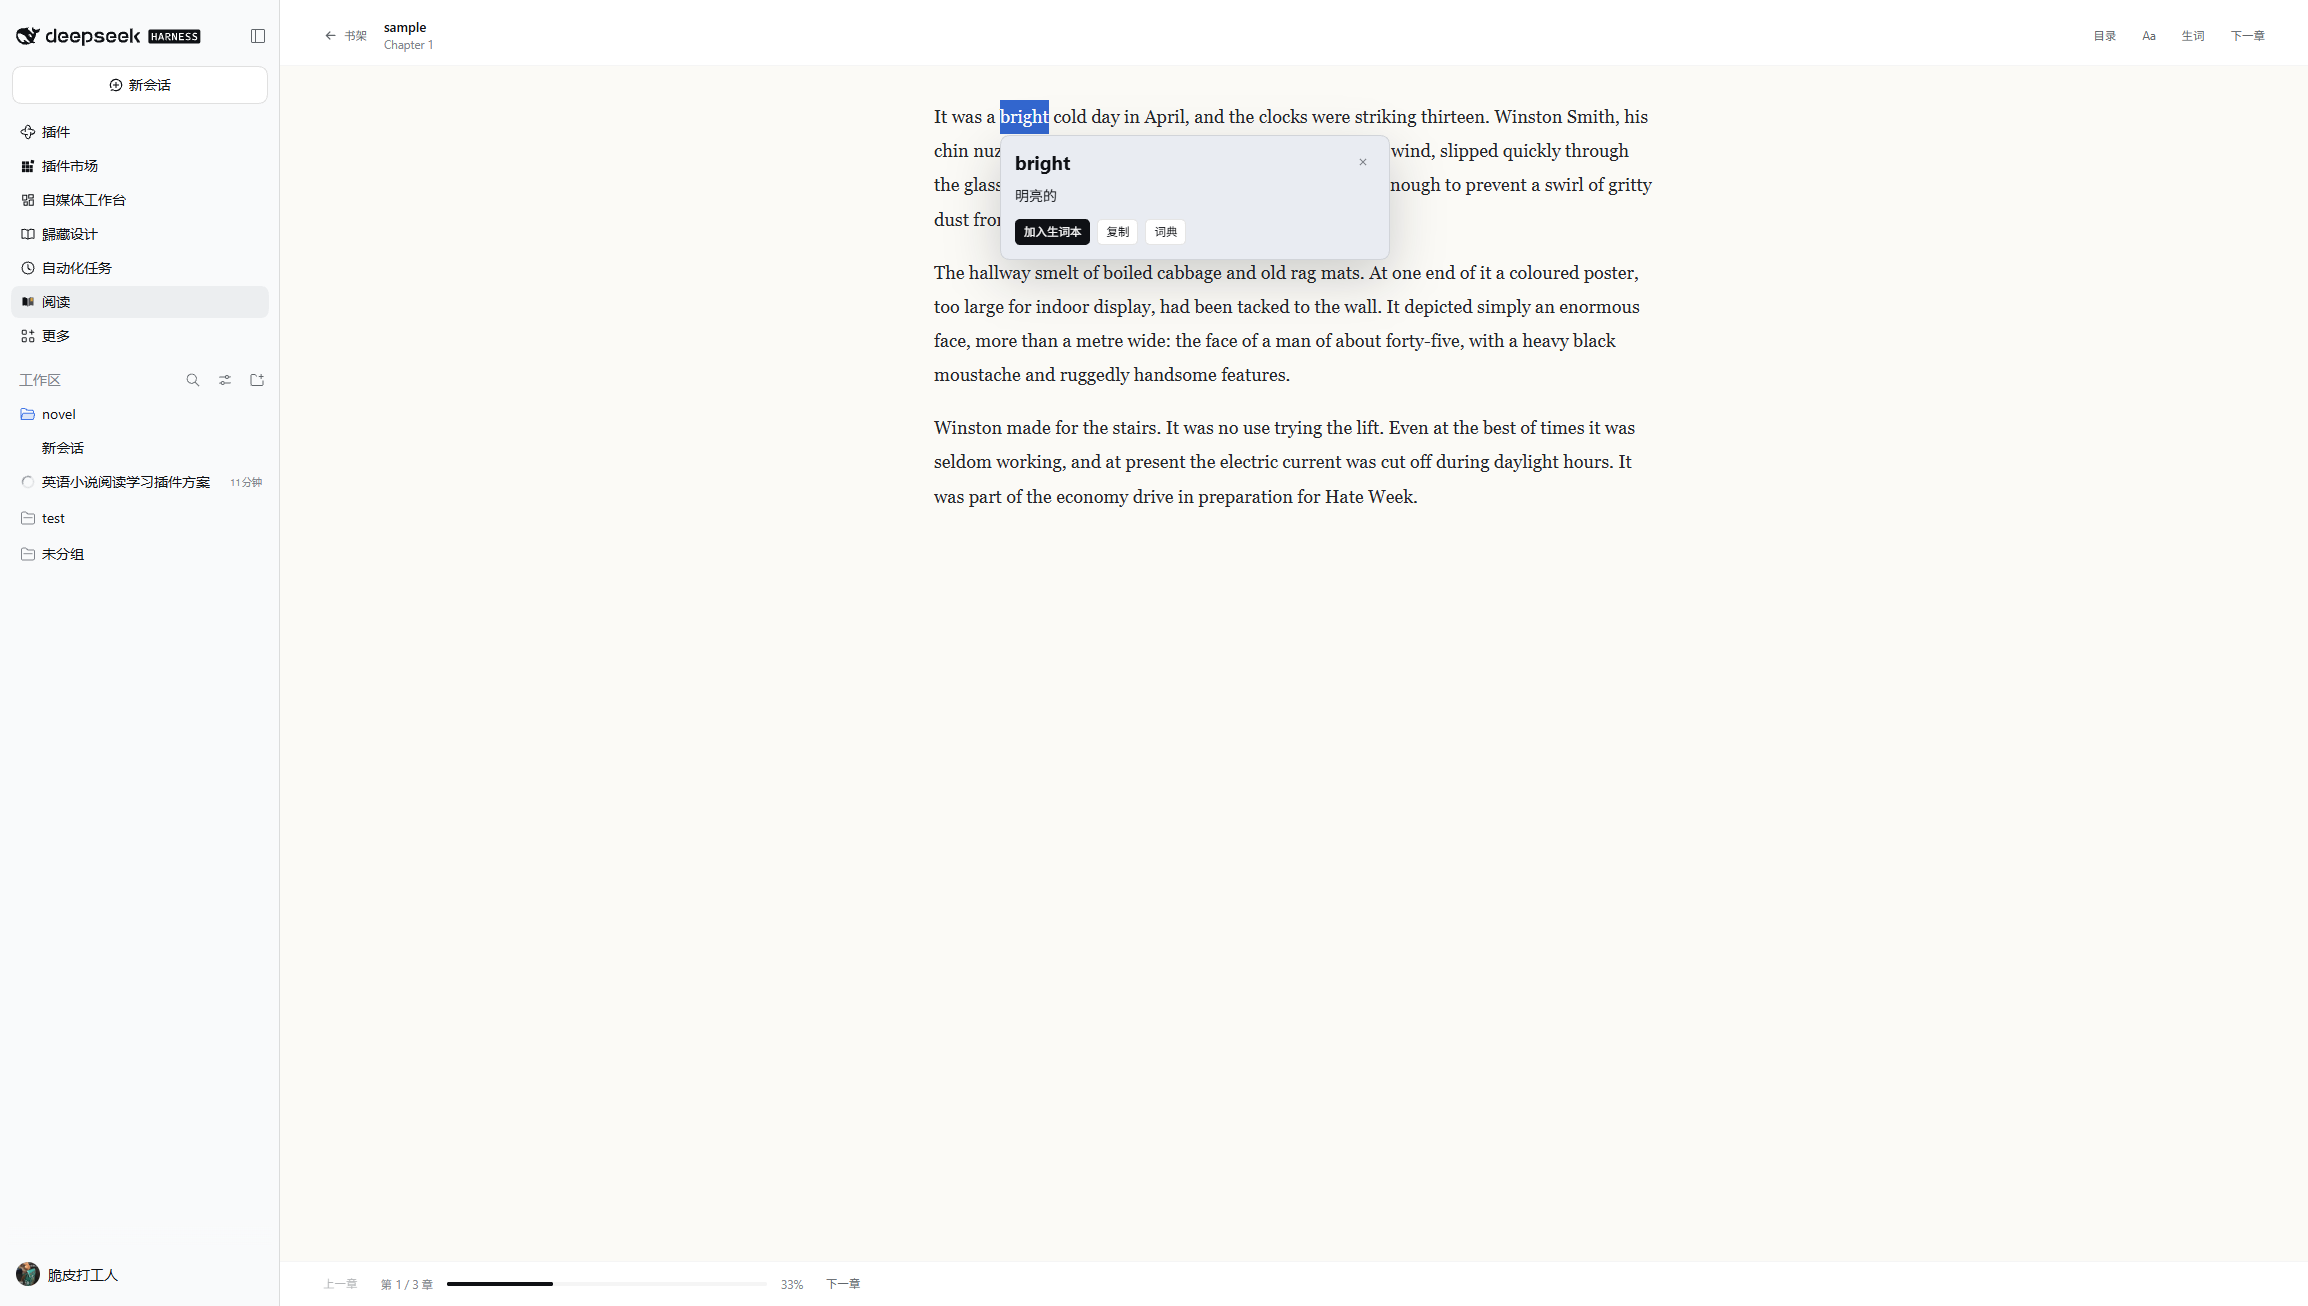 deepseek HARNESS
新会话
插件
插件市场
自媒体工作台
歸藏设计
自动化任务
阅读
更多
工作区
novel
新会话
英语小说阅读学习插件方案 11分钟
test
未分组
脆皮打工人
← 书架
sample
Chapter 1
目录 Aa 生词 下一章
It was a bright cold day in April, and the clocks were striking thirteen. Winston Smith, his
chin nuz
wind, slipped quickly through
the glass
nough to prevent a swirl of gritty
dust from
bright ×
明亮的
加入生词本 复制 词典
The hallway smelt of boiled cabbage and old rag mats. At one end of it a coloured poster,
too large for indoor display, had been tacked to the wall. It depicted simply an enormous
face, more than a metre wide: the face of a man of about forty-five, with a heavy black
moustache and ruggedly handsome features.
Winston made for the stairs. It was no use trying the lift. Even at the best of times it was
seldom working, and at present the electric current was cut off during daylight hours. It
was part of the economy drive in preparation for Hate Week.
上一章 第 1 / 3 章 33% 下一章